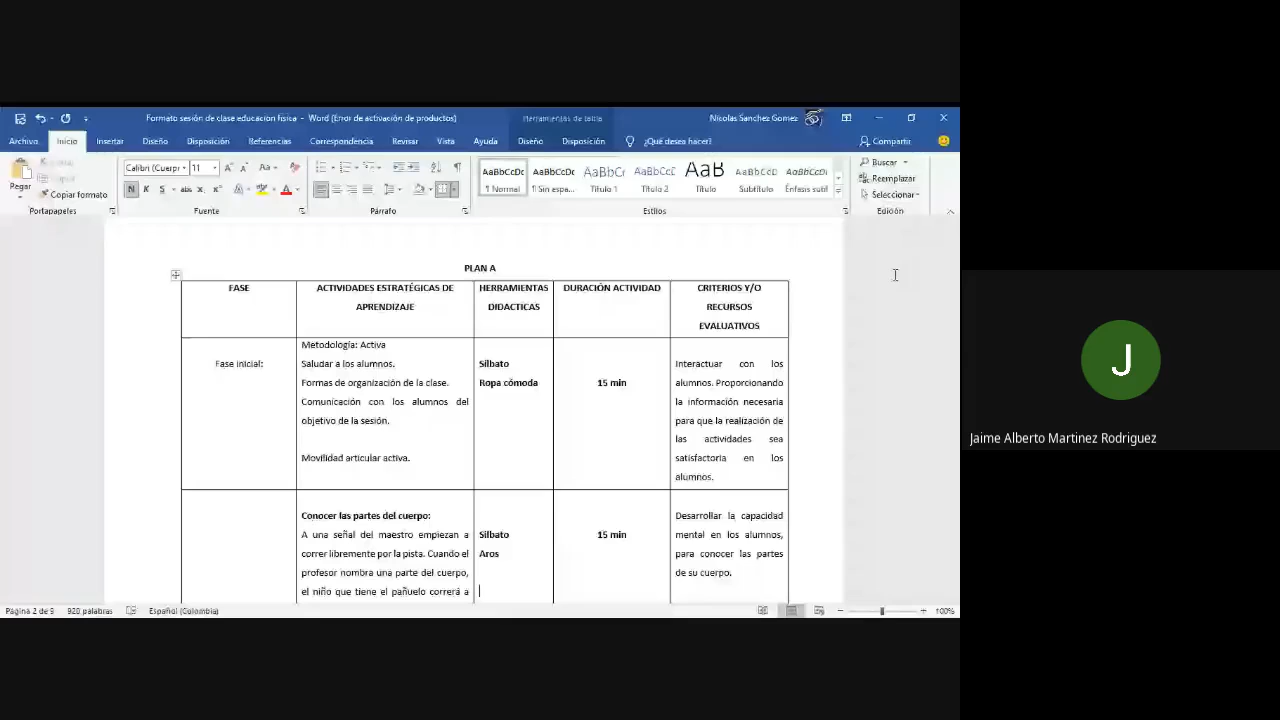 Formato sesión de clase educacion fisica - Word (Error de activación de productos)
Herramientas de tabla
Nicolas Sanchez Gomez
Archivo Inicio Insertar Diseño Disposición Referencias Correspondencia Revisar Vista Ayuda Diseño Disposición ¿Qué desea hacer? Compartir
Pegar
Copiar formato
Calibri (Cuerp 11
AaBbCcDc AaBbCcDc AaBbCc AaBbCcD AaB AaBbCcD AaBbCcDc
¶ Normal ¶ Sin espa... Título 1 Título 2 Título Subtítulo Énfasis sutil
Buscar
Reemplazar
Seleccionar
Portapapeles Fuente Párrafo Estilos Edición
PLAN A
FASE
ACTIVIDADES ESTRATÉGICAS DE
APRENDIZAJE
HERRAMIENTAS
DIDACTICAS
DURACIÓN ACTIVIDAD
CRITERIOS Y/O
RECURSOS
EVALUATIVOS
Fase inicial:
Metodología: Activa
Saludar a los alumnos.
Formas de organización de la clase.
Comunicación con los alumnos del
objetivo de la sesión.
Movilidad articular activa.
Silbato
Ropa cómoda
15 min
Interactuar con los
alumnos. Proporcionando
la información necesaria
para que la realización de
las actividades sea
satisfactoria en los
alumnos.
Conocer las partes del cuerpo:
A una señal del maestro empiezan a
correr libremente por la pista. Cuando el
profesor nombra una parte del cuerpo,
el niño que tiene el pañuelo correrá a
Silbato
Aros
15 min
Desarrollar la capacidad
mental en los alumnos,
para conocer las partes
de su cuerpo.
Página 2 de 9 920 palabras Español (Colombia) 100%
J
Jaime Alberto Martinez Rodriguez